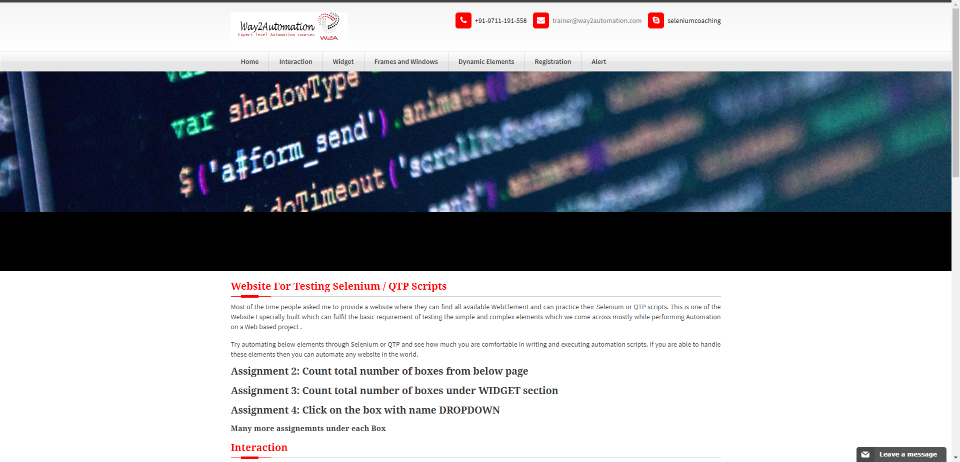 Way2Automation
Expert level Automation courses
W2A
+91-9711-191-558
trainer@way2automation.com
seleniumcoaching
Home
Interaction
Widget
Frames and Windows
Dynamic Elements
Registration
Alert
var
var shadowType
$('a#form_send').animate(
doTimeout('scrollToFocused'
send').animate
Website For Testing Selenium / QTP Scripts
Most of the time people asked me to provide a website where they can find all available WebElement and can practice their Selenium or QTP scripts. This is one of the
Website I specially built which can fulfil the basic requirement of testing the simple and complex elements which we come across mostly while performing Automation
on a Web based project .
Try automating below elements through Selenium or QTP and see how much you are comfortable in writing and executing automation scripts. If you are able to handle
these elements then you can automate any website in the world.
Assignment 2: Count total number of boxes from below page
Assignment 3: Count total number of boxes under WIDGET section
Assignment 4: Click on the box with name DROPDOWN
Many more assignemnts under each Box
Interaction
Leave a message